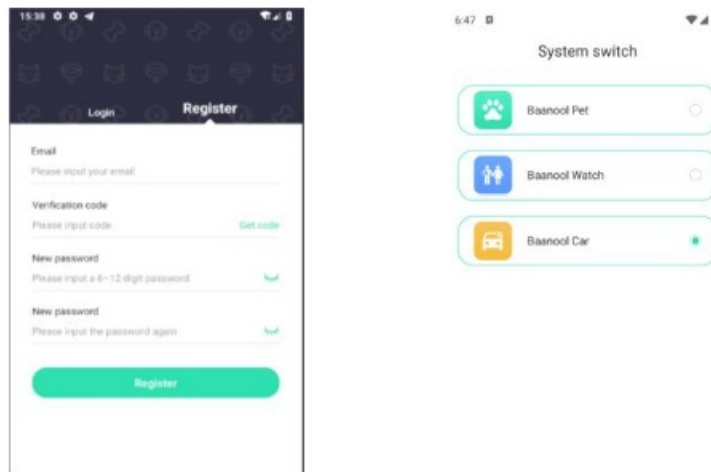 15:38
Login Register
Email
Please input your email
Verification code
Please input code Get code
New password
Please input a 6-12 digit password
New password
Please input the password again
Register
6:47
System switch
Baanool Pet
Baanool Watch
Baanool Car